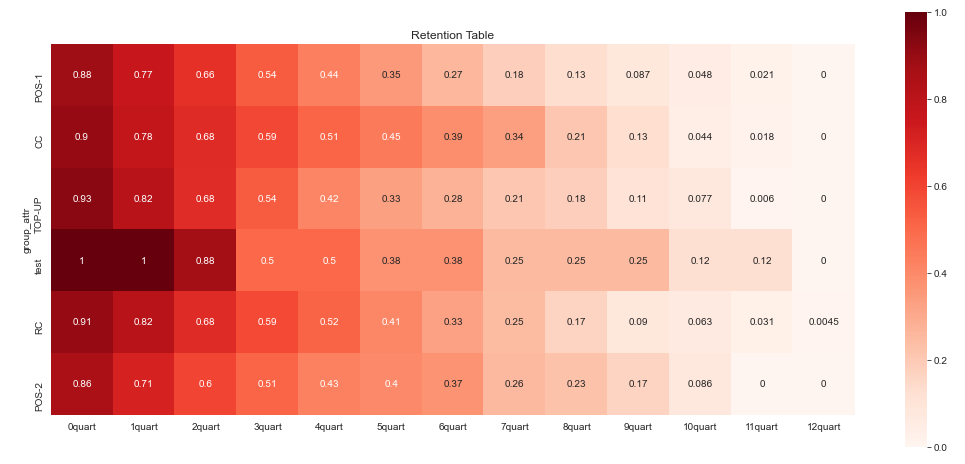 Retention Table
1.0
0.8
0.6
0.4
0.2
0.0
group_attr
POS-1 0.88 0.77 0.66 0.54 0.44 0.35 0.27 0.18 0.13 0.087 0.048 0.021 0
CC 0.9 0.78 0.68 0.59 0.51 0.45 0.39 0.34 0.21 0.13 0.044 0.018 0
TOP-UP 0.93 0.82 0.68 0.54 0.42 0.33 0.28 0.21 0.18 0.11 0.077 0.006 0
test 1 1 0.88 0.5 0.5 0.38 0.38 0.25 0.25 0.25 0.12 0.12 0
RC 0.91 0.82 0.68 0.59 0.52 0.41 0.33 0.25 0.17 0.09 0.063 0.031 0.0045
POS-2 0.86 0.71 0.6 0.51 0.43 0.4 0.37 0.26 0.23 0.17 0.086 0 0
0quart 1quart 2quart 3quart 4quart 5quart 6quart 7quart 8quart 9quart 10quart 11quart 12quart